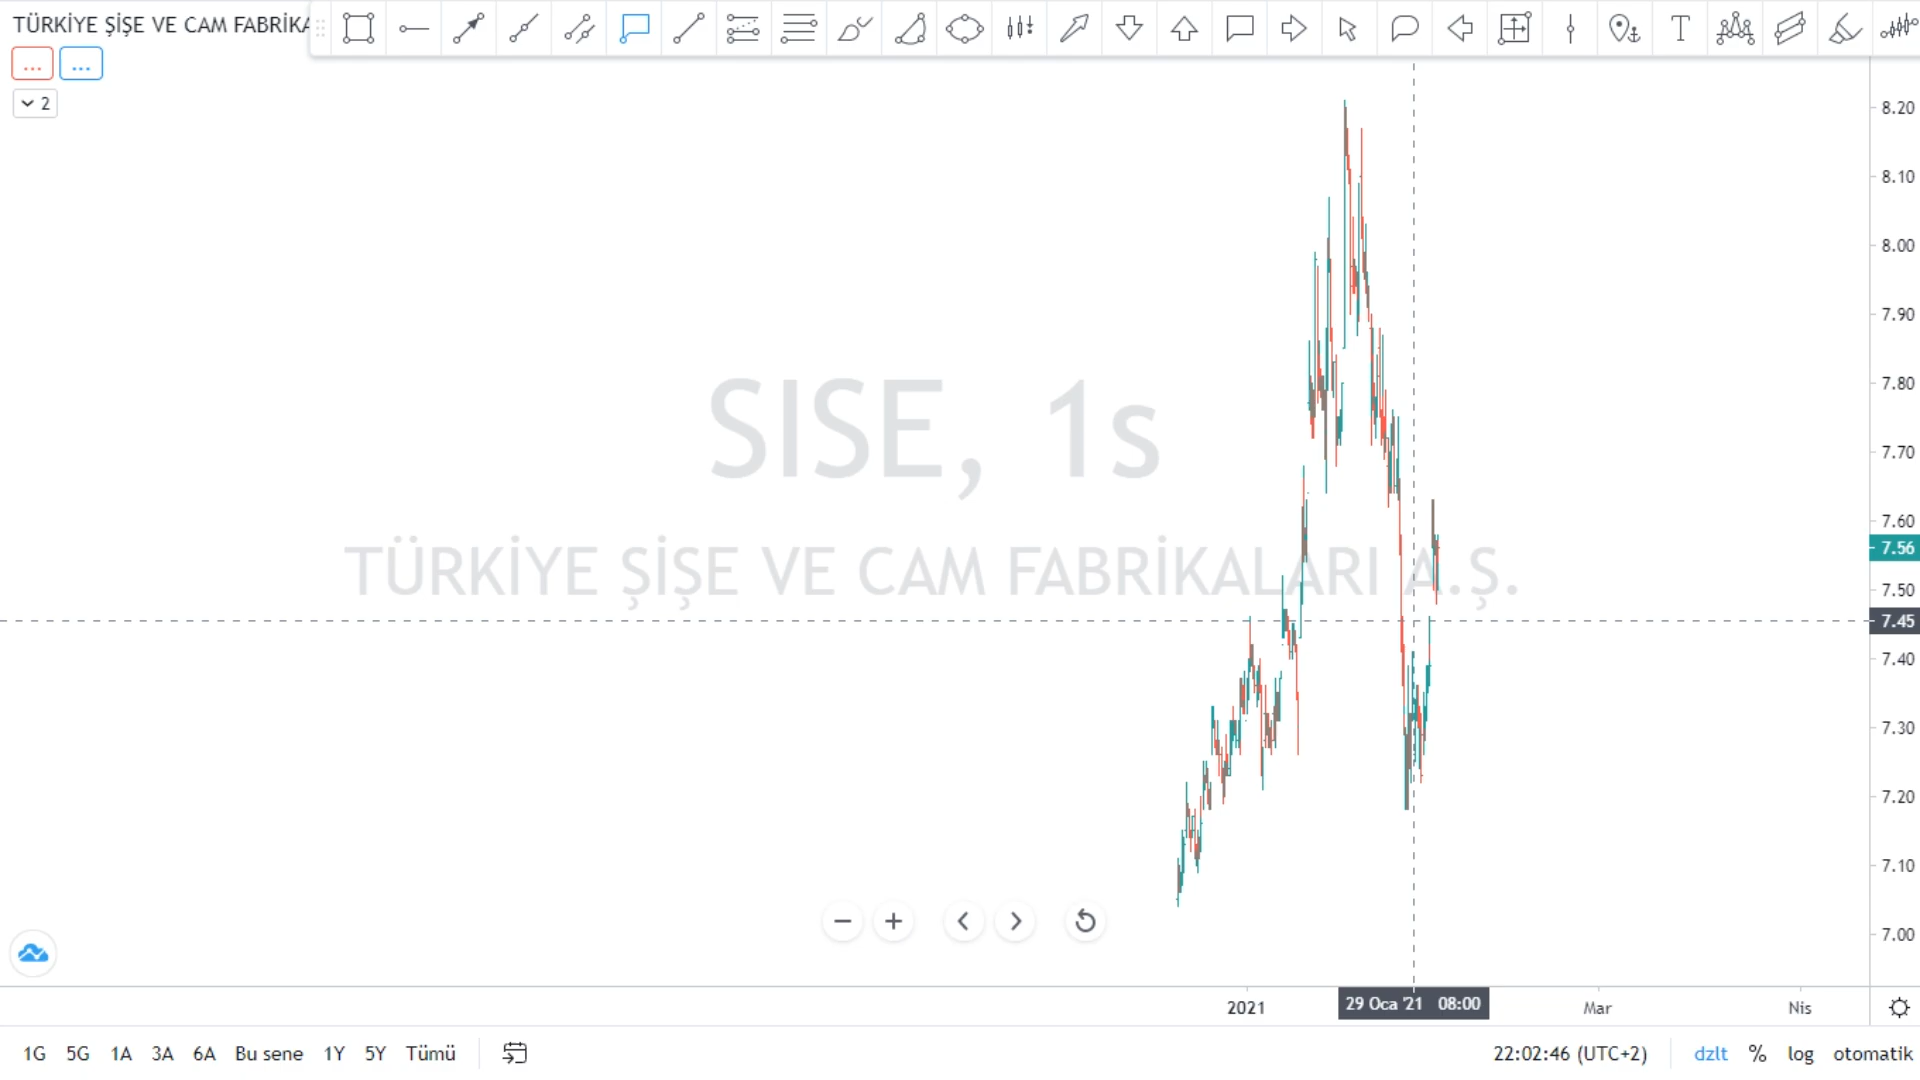 TÜRKİYE ŞİŞE VE CAM FABRİKA
...
...
2
SISE, 1s
TÜRKİYE ŞİŞE VE CAM FABRİKALARI A.Ş.
8.20
8.10
8.00
7.90
7.80
7.70
7.60
7.56
7.50
7.45
7.40
7.30
7.20
7.10
7.00
2021
29 Oca '21 08:00
Mar
Nis
1G 5G 1A 3A 6A Bu sene 1Y 5Y Tümü
22:02:46 (UTC+2)
dzlt % log otomatik